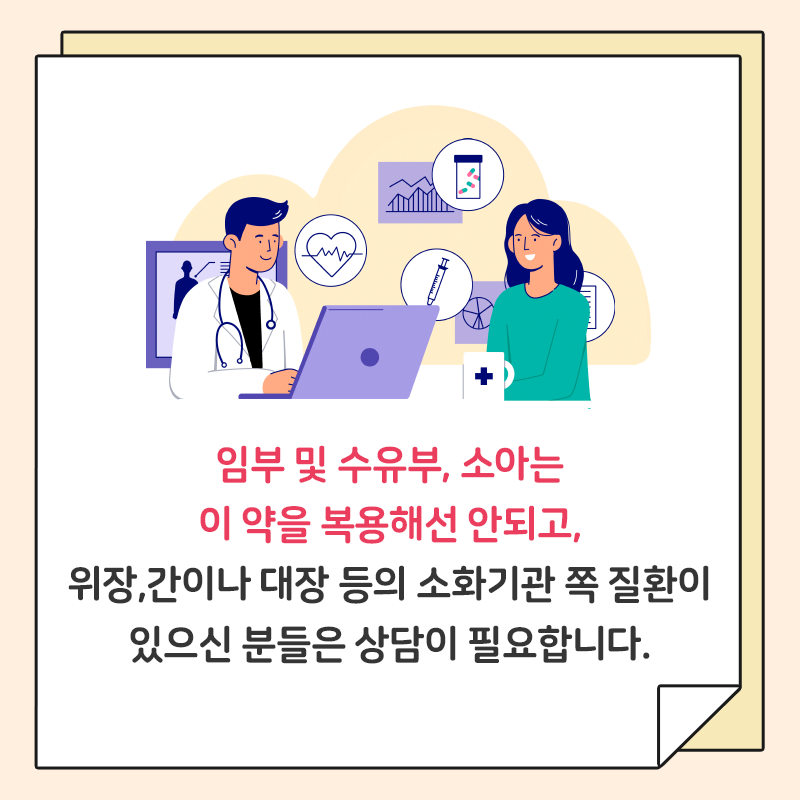 임부 및 수유부, 소아는
이 약을 복용해선 안되고,
위장,간이나 대장 등의 소화기관 쪽 질환이
있으신 분들은 상담이 필요합니다.